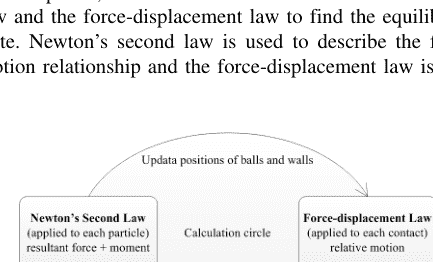 v and the force-displacement law to find the
te. Newton's second law is used to describe the
relationship and the force-displacement law is
Updata positions of balls and walls
Newton's Second Law
(applied to each particle)
resultant force + moment
Calculation circle
Force-displacement Law
(applied to each contact)
relative motion